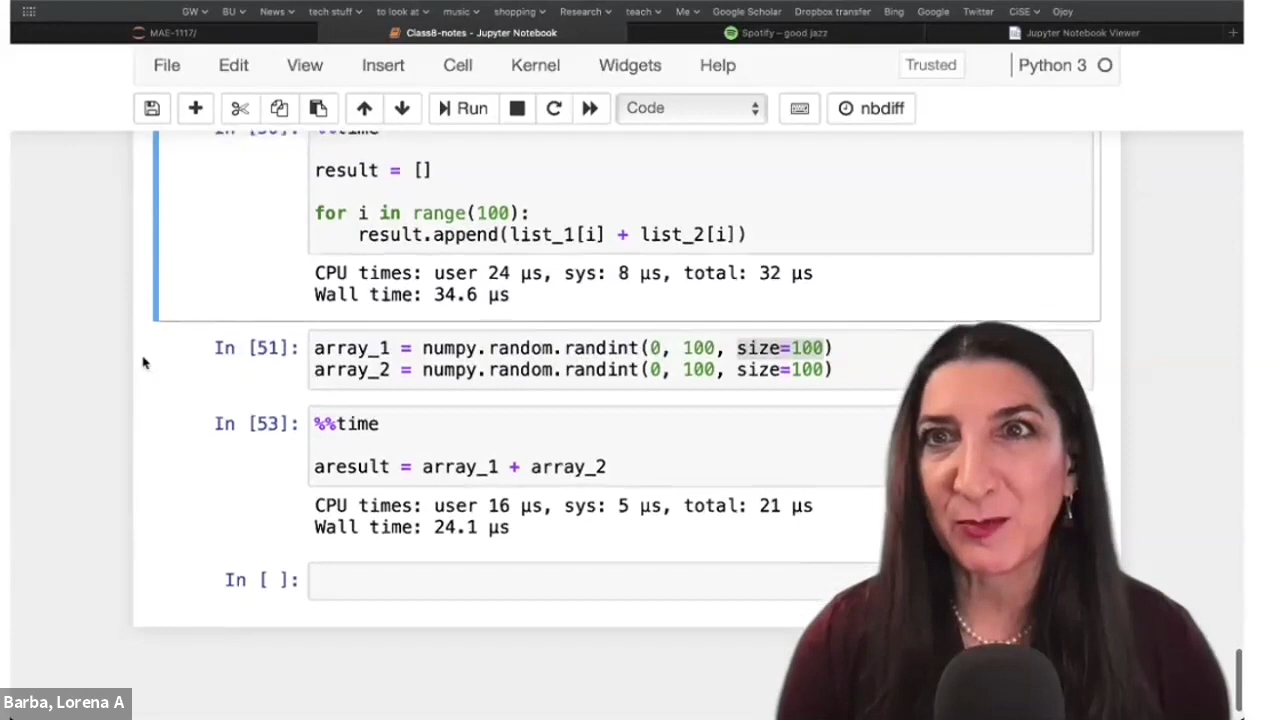 GW BU News tech stuff to look at music shopping Research teach Me Google Scholar Dropbox transfer Bing Google Twitter CiSE Ojoy
MAE-1117/ Class8-notes - Jupyter Notebook Spotify – good jazz Jupyter Notebook Viewer +
File Edit View Insert Cell Kernel Widgets Help Trusted Python 3
Run Code nbdiff
%%time
result = []
for i in range(100):
result.append(list_1[i] + list_2[i])
CPU times: user 24 µs, sys: 8 µs, total: 32 µs
Wall time: 34.6 µs
In [51]: array_1 = numpy.random.randint(0, 100, size=100)
array_2 = numpy.random.randint(0, 100, size=100)
In [53]: %%time
aresult = array_1 + array_2
CPU times: user 16 µs, sys: 5 µs, total: 21 µs
Wall time: 24.1 µs
In [ ]:
Barba, Lorena A